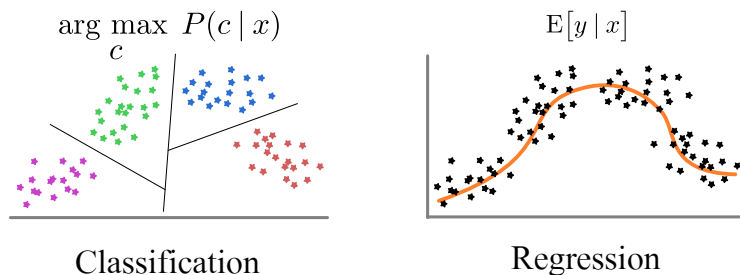 arg max P(c | x)
c
E[y | x]
Classification
Regression